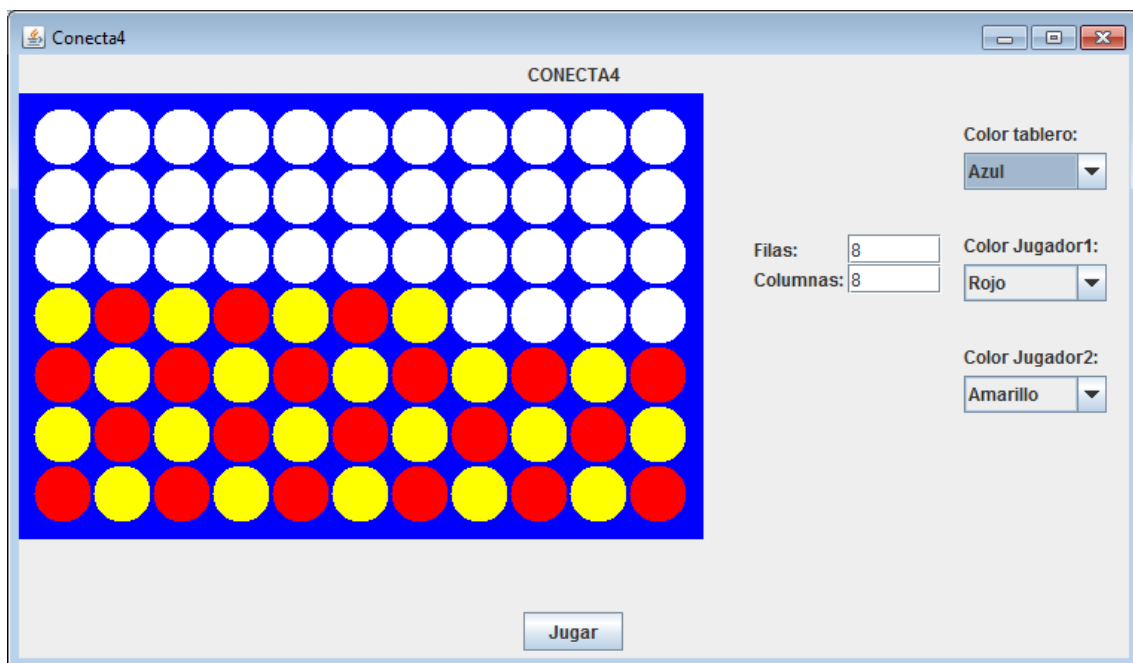 Conecta4
CONECTA4
Color tablero:
Azul
Filas: 8
Columnas: 8
Color Jugador1:
Rojo
Color Jugador2:
Amarillo
Jugar